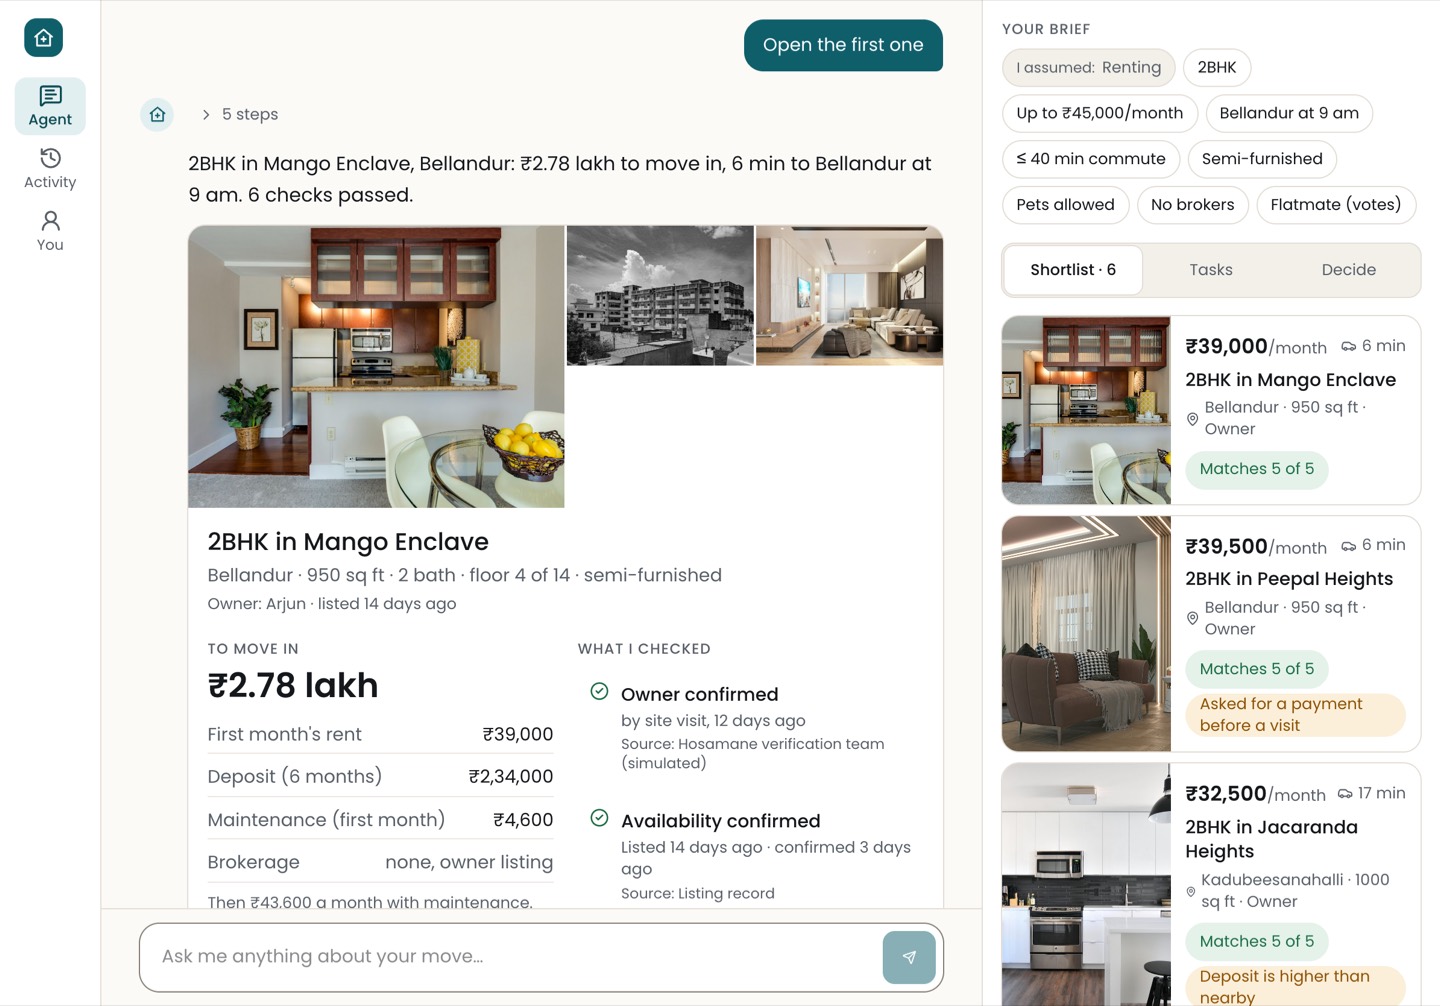 Agent
Activity
You
Open the first one
5 steps
2BHK in Mango Enclave, Bellandur: ₹2.78 lakh to move in, 6 min to Bellandur at
9 am. 6 checks passed.
2BHK in Mango Enclave
Bellandur · 950 sq ft · 2 bath · floor 4 of 14 · semi-furnished
Owner: Arjun · listed 14 days ago
TO MOVE IN
₹2.78 lakh
First month's rent ₹39,000
Deposit (6 months) ₹2,34,000
Maintenance (first month) ₹4,600
Brokerage none, owner listing
Then ₹43,600 a month with maintenance.
WHAT I CHECKED
Owner confirmed
by site visit, 12 days ago
Source: Hosamane verification team
(simulated)
Availability confirmed
Listed 14 days ago · confirmed 3 days
ago
Source: Listing record
Ask me anything about your move...
YOUR BRIEF
I assumed: Renting 2BHK
Up to ₹45,000/month Bellandur at 9 am
≤ 40 min commute Semi-furnished
Pets allowed No brokers Flatmate (votes)
Shortlist · 6 Tasks Decide
₹39,000/month 6 min
2BHK in Mango Enclave
Bellandur · 950 sq ft ·
Owner
Matches 5 of 5
₹39,500/month 6 min
2BHK in Peepal Heights
Bellandur · 950 sq ft ·
Owner
Matches 5 of 5
Asked for a payment
before a visit
₹32,500/month 17 min
2BHK in Jacaranda
Heights
Kadubeesanahalli · 1000
sq ft · Owner
Matches 5 of 5
Deposit is higher than
nearby